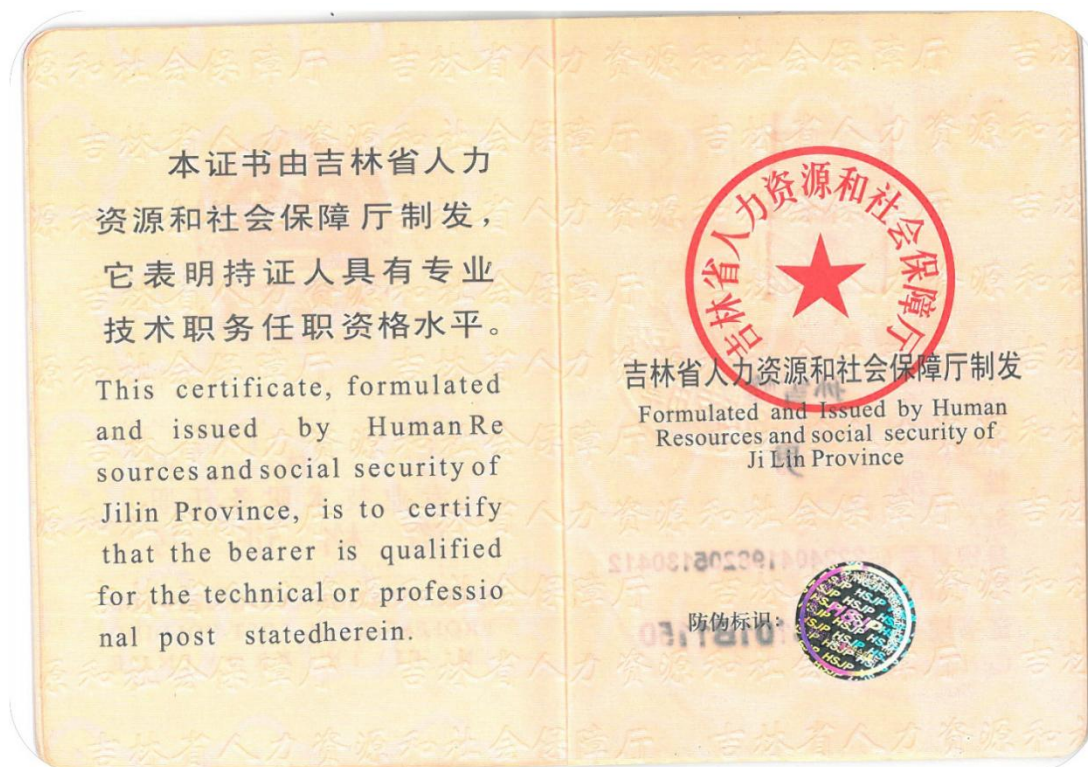 本证书由吉林省人力
资源和社会保障厅制发,
它表明持证人具有专业
技术职务任职资格水平。
This certificate, formulated
and issued by Human Re
sources and social security of
Jilin Province, is to certify
that the bearer is qualified
for the technical or professio
nal post statedherein.
吉林省人力资源和社会保障厅
吉林省人力资源和社会保障厅制发
Formulated and Issued by Human
Resources and social security of
Ji Lin Province
防伪标识:
HSJP